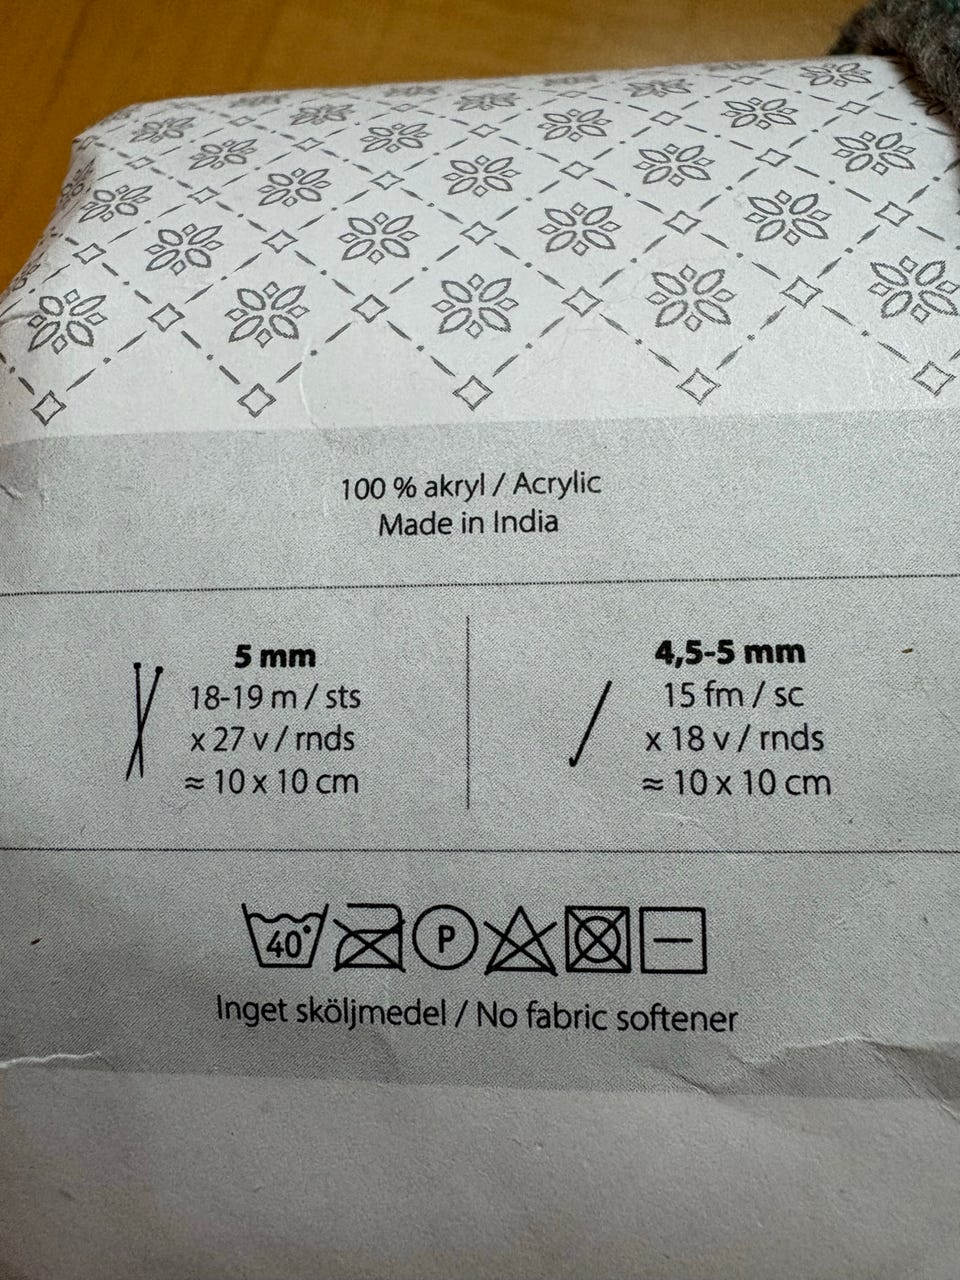 100 % akryl / Acrylic
Made in India
5 mm
18-19 m / sts
x 27 v / rnds
≈ 10 x 10 cm
4,5-5 mm
15 fm / sc
x 18 v / rnds
≈ 10 x 10 cm
40°
P
Inget sköljmedel / No fabric softener